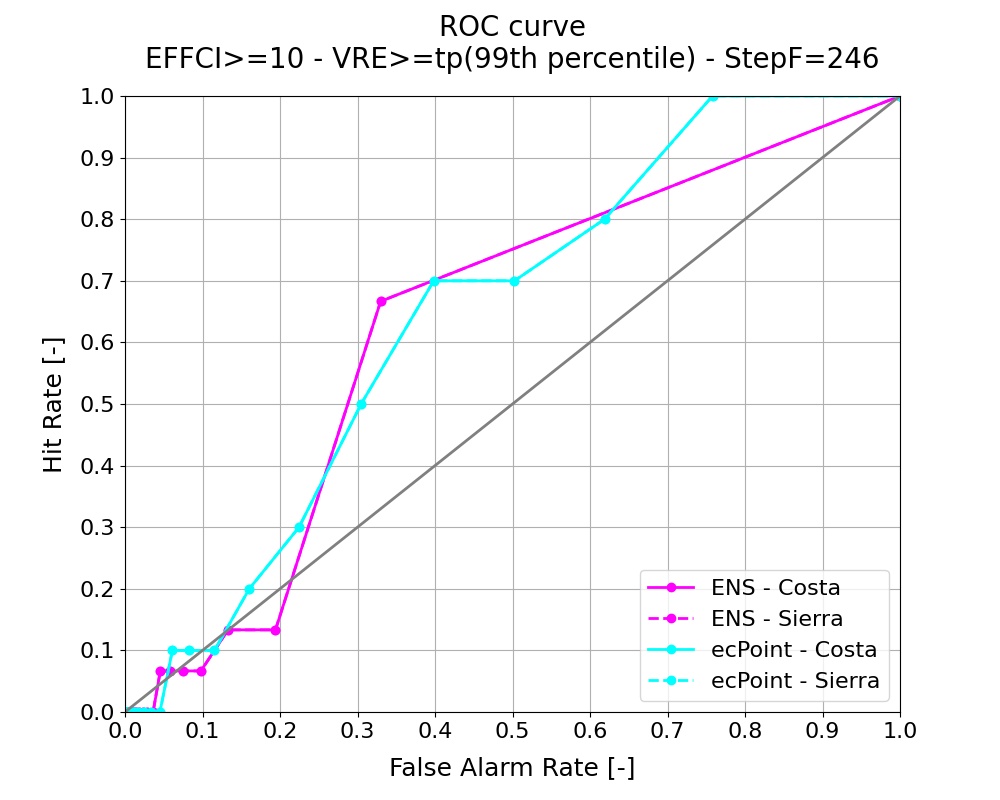 ROC curve
EFFCI>=10 - VRE>=tp(99th percentile) - StepF=246
1.0
0.9
0.8
0.7
0.6
0.5
0.4
0.3
0.2
0.1
0.0
Hit Rate [-]
ENS - Costa
ENS - Sierra
ecPoint - Costa
ecPoint - Sierra
0.0 0.1 0.2 0.3 0.4 0.5 0.6 0.7 0.8 0.9 1.0
False Alarm Rate [-]